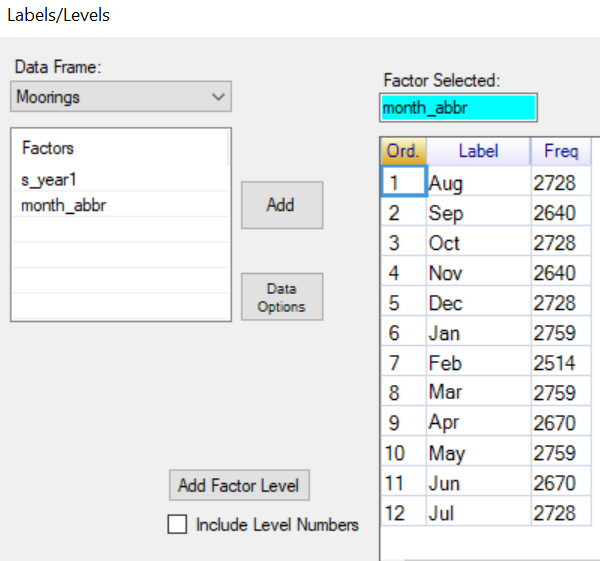 Labels/Levels
Data Frame:
Moorings
Factors
s_year1
month_abbr
Add
Data
Options
Add Factor Level
Include Level Numbers
Factor Selected:
month_abbr
Ord. Label Freq
1 Aug 2728
2 Sep 2640
3 Oct 2728
4 Nov 2640
5 Dec 2728
6 Jan 2759
7 Feb 2514
8 Mar 2759
9 Apr 2670
10 May 2759
11 Jun 2670
12 Jul 2728